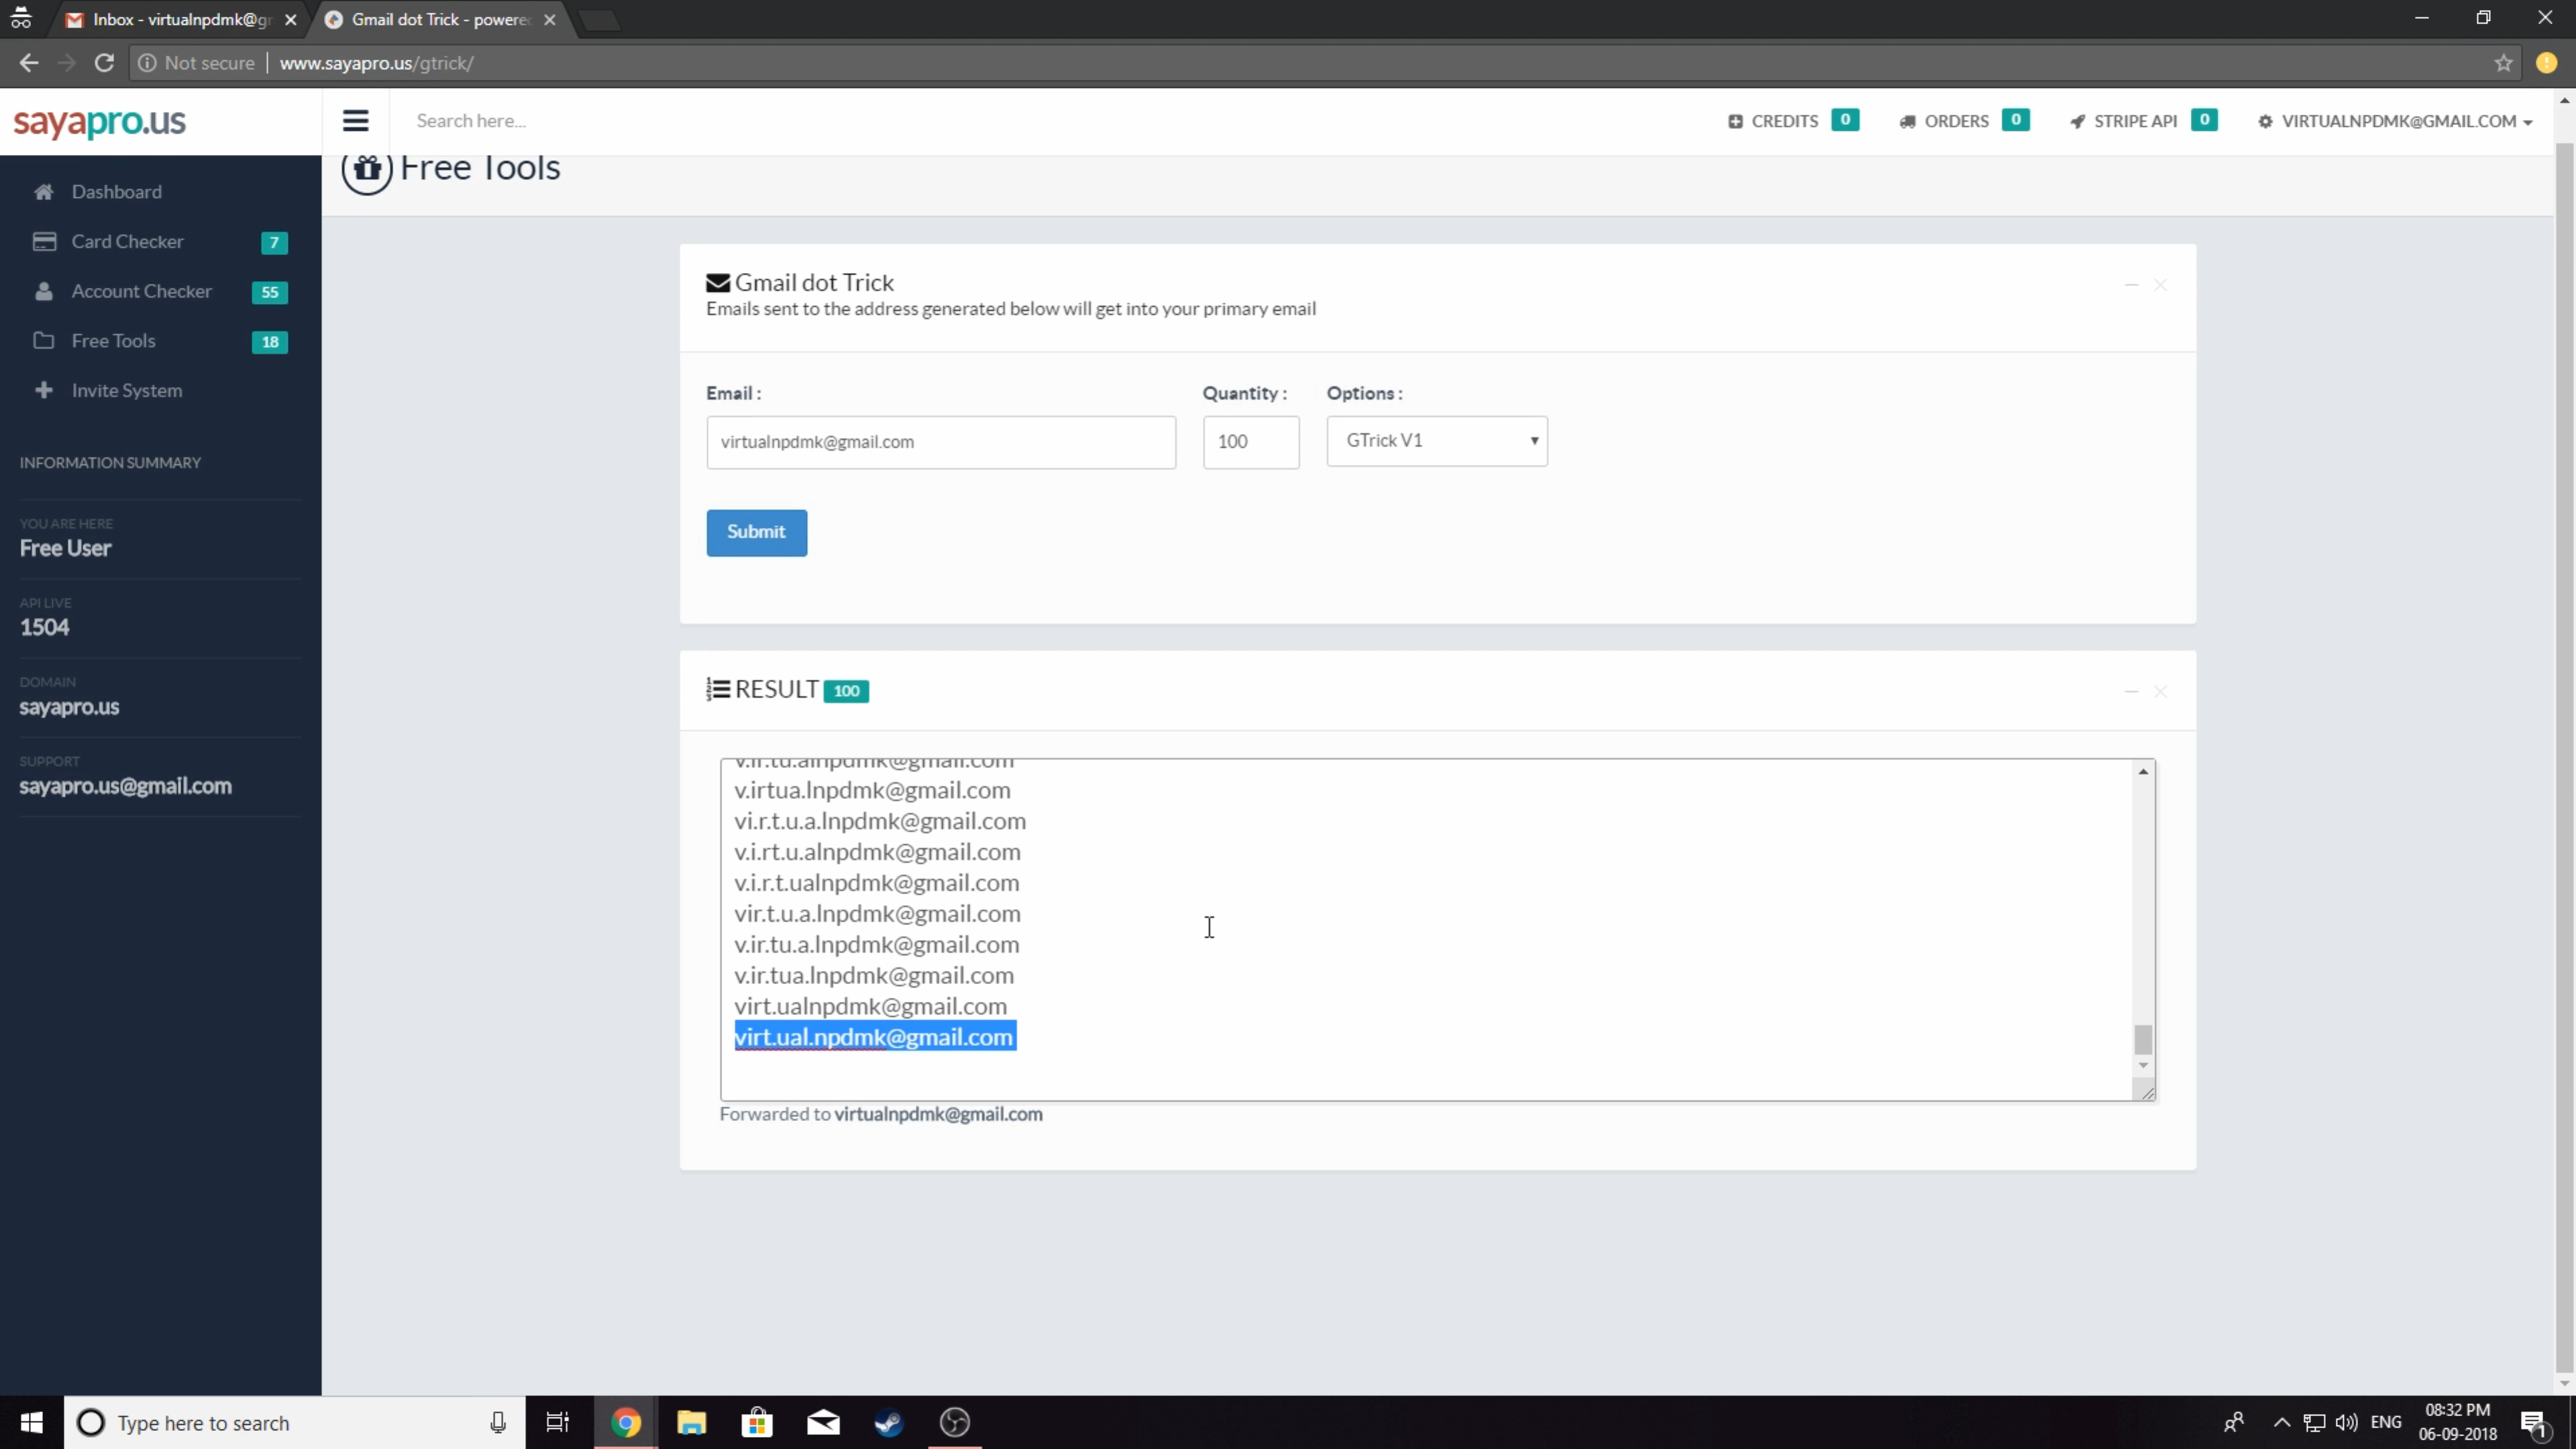 Inbox - virtualnpdmk@gr
Gmail dot Trick - powere
Not secure www.sayapro.us/gtrick/
sayapro.us
Search here...
CREDITS 0
ORDERS 0
STRIPE API 0
VIRTUALNPDMK@GMAIL.COM
Free Tools
Dashboard
Card Checker 7
Account Checker 55
Free Tools 18
Invite System
INFORMATION SUMMARY
YOU ARE HERE
Free User
API LIVE
1504
DOMAIN
sayapro.us
SUPPORT
sayapro.us@gmail.com
Gmail dot Trick
Emails sent to the address generated below will get into your primary email
Email : Quantity : Options :
virtualnpdmk@gmail.com 100 GTrick V1
Submit
RESULT 100
v.ir.tu.alnpdmk@gmail.com
v.irtua.lnpdmk@gmail.com
vi.r.t.u.a.lnpdmk@gmail.com
v.i.rt.u.alnpdmk@gmail.com
v.i.r.t.ualnpdmk@gmail.com
vir.t.u.a.lnpdmk@gmail.com
v.ir.tu.a.lnpdmk@gmail.com
v.ir.tua.lnpdmk@gmail.com
virt.ualnpdmk@gmail.com
virt.ual.npdmk@gmail.com
Forwarded to virtualnpdmk@gmail.com
Type here to search
ENG
08:32 PM
06-09-2018
1